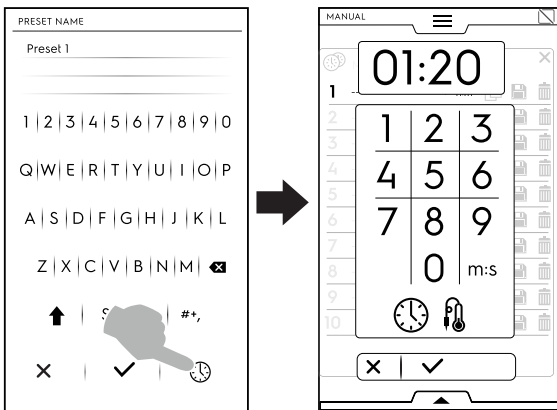 PRESET NAME
Preset 1
1 2 3 4 5 6 7 8 9 0
Q W E R T Y U I O P
A S D F G H J K L
Z X C V B N M
#+,
MANUAL
01:20
1
2
3
4
5
6
7
8
9
10
1 2 3
4 5 6
7 8 9
0 m:s